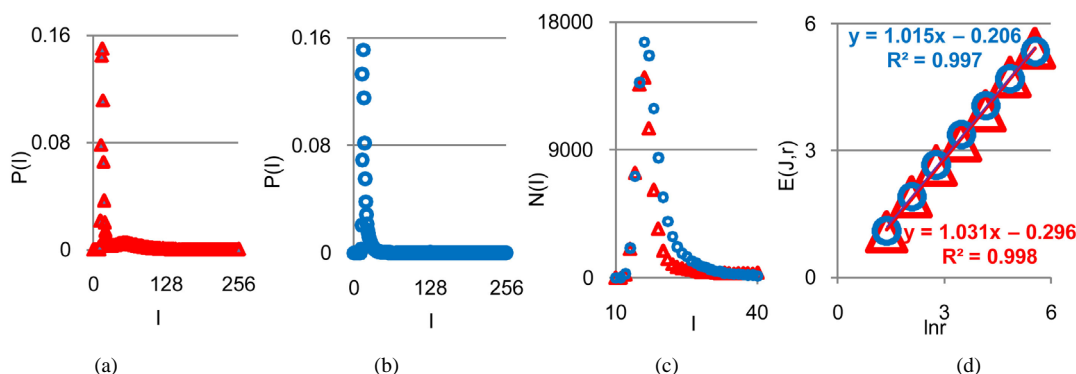 0.16
0.08
0
P(I)
0
128
256
I
(a)
0.16
0.08
0
P(I)
0
128
256
I
(b)
18000
9000
0
N(I)
10
40
I
(c)
6
3
0
E(J,r)
y = 1.015x – 0.206
R² = 0.997
y = 1.031x – 0.296
R² = 0.998
0
3
6
lnr
(d)